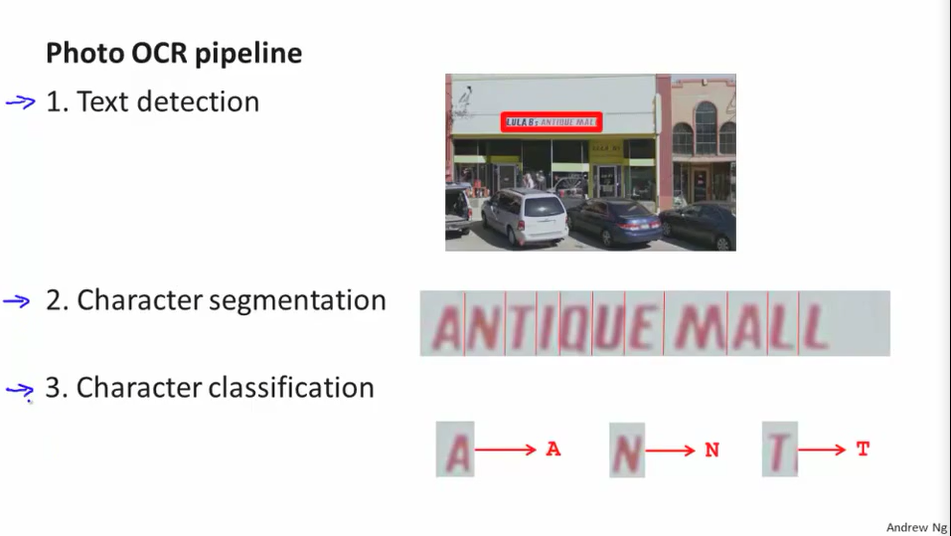 Photo OCR pipeline
1. Text detection
LULA B's ANTIQUE MALL
2. Character segmentation
ANTIQUE MALL
3. Character classification
A A N N T T
Andrew Ng